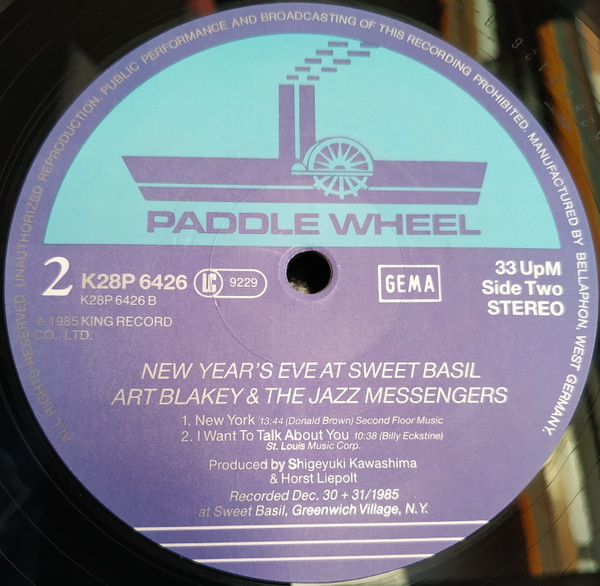 ALL RIGHTS RESERVED. UNAUTHORIZED REPRODUCTION. PUBLIC PERFORMANCE AND BROADCASTING OF THIS RECORDING PROHIBITED. MANUFACTURED BY BELLAPHON, WEST GERMANY.
PADDLE WHEEL
2 K28P 6426 LC 9229 GEMA 33 UpM
K28P 6426 B
Side Two
STEREO
℗ 1985 KING RECORD
CO., LTD.
NEW YEAR'S EVE AT SWEET BASIL
ART BLAKEY & THE JAZZ MESSENGERS
1. New York 13:44 (Donald Brown) Second Floor Music
2. I Want To Talk About You 10:38 (Billy Eckstine)
St. Louis Music Corp.
Produced by Shigeyuki Kawashima
& Horst Liepolt
Recorded Dec. 30 + 31/1985
at Sweet Basil, Greenwich Village, N.Y.